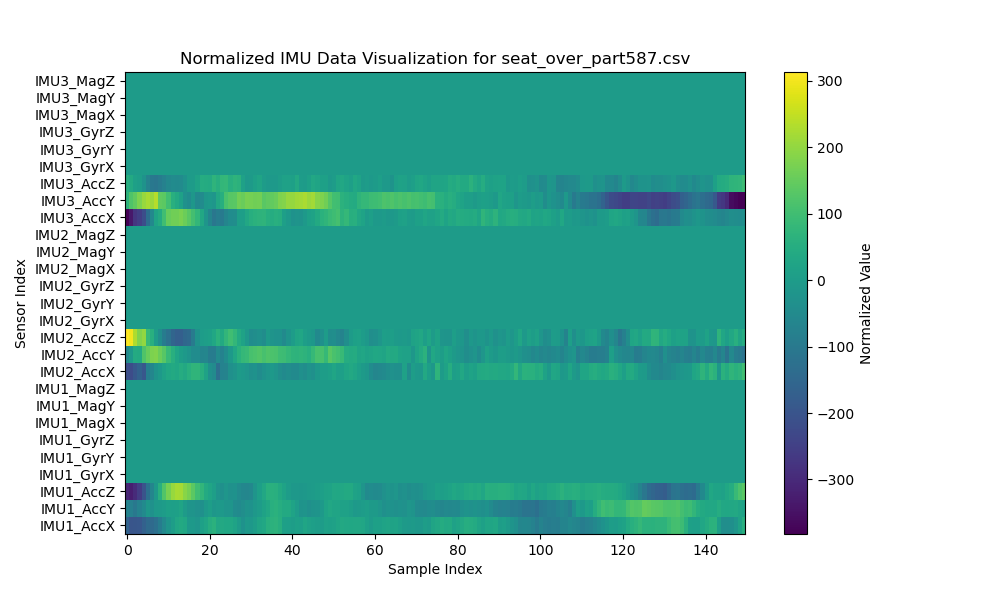 Normalized IMU Data Visualization for seat_over_part587.csv
IMU3_MagZ
IMU3_MagY
IMU3_MagX
IMU3_GyrZ
IMU3_GyrY
IMU3_GyrX
IMU3_AccZ
IMU3_AccY
IMU3_AccX
IMU2_MagZ
IMU2_MagY
IMU2_MagX
IMU2_GyrZ
IMU2_GyrY
IMU2_GyrX
IMU2_AccZ
IMU2_AccY
IMU2_AccX
IMU1_MagZ
IMU1_MagY
IMU1_MagX
IMU1_GyrZ
IMU1_GyrY
IMU1_GyrX
IMU1_AccZ
IMU1_AccY
IMU1_AccX
Sensor Index
0 20 40 60 80 100 120 140
Sample Index
300
200
100
0
−100
−200
−300
Normalized Value